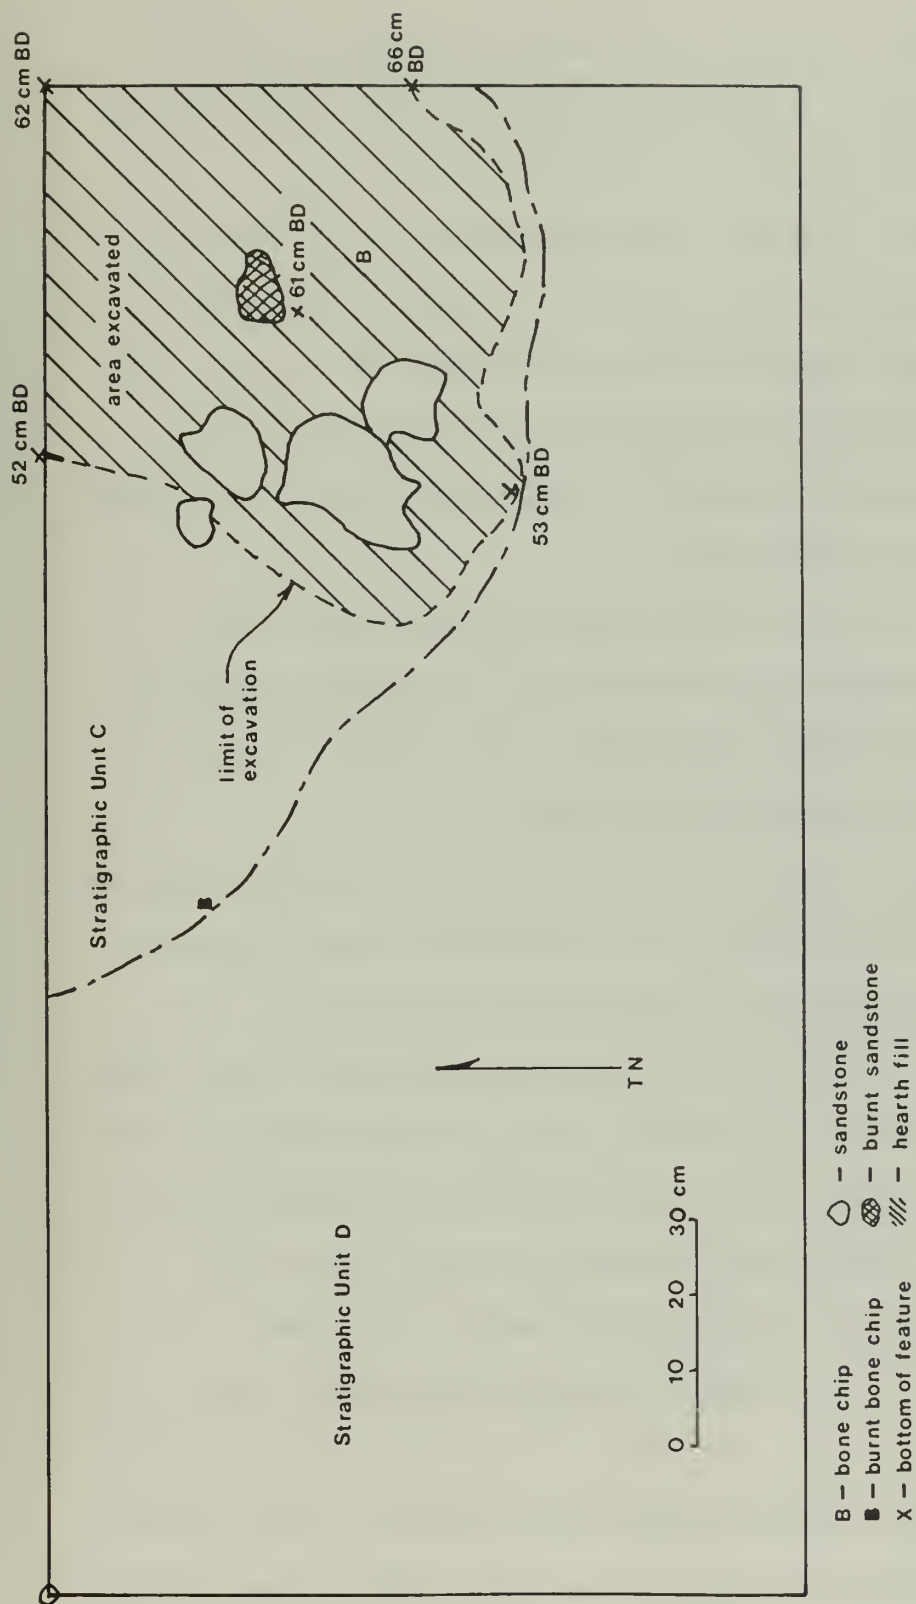 52 cm BD
62 cm BD
area excavated
61 cm BD
B
66 cm
BD
53 cm BD
Stratigraphic Unit C
limit of
excavation
B
Stratigraphic Unit D
TN
0 10 20 30 cm
B – bone chip
B – burnt bone chip
X – bottom of feature
– sandstone
– burnt sandstone
– hearth fill